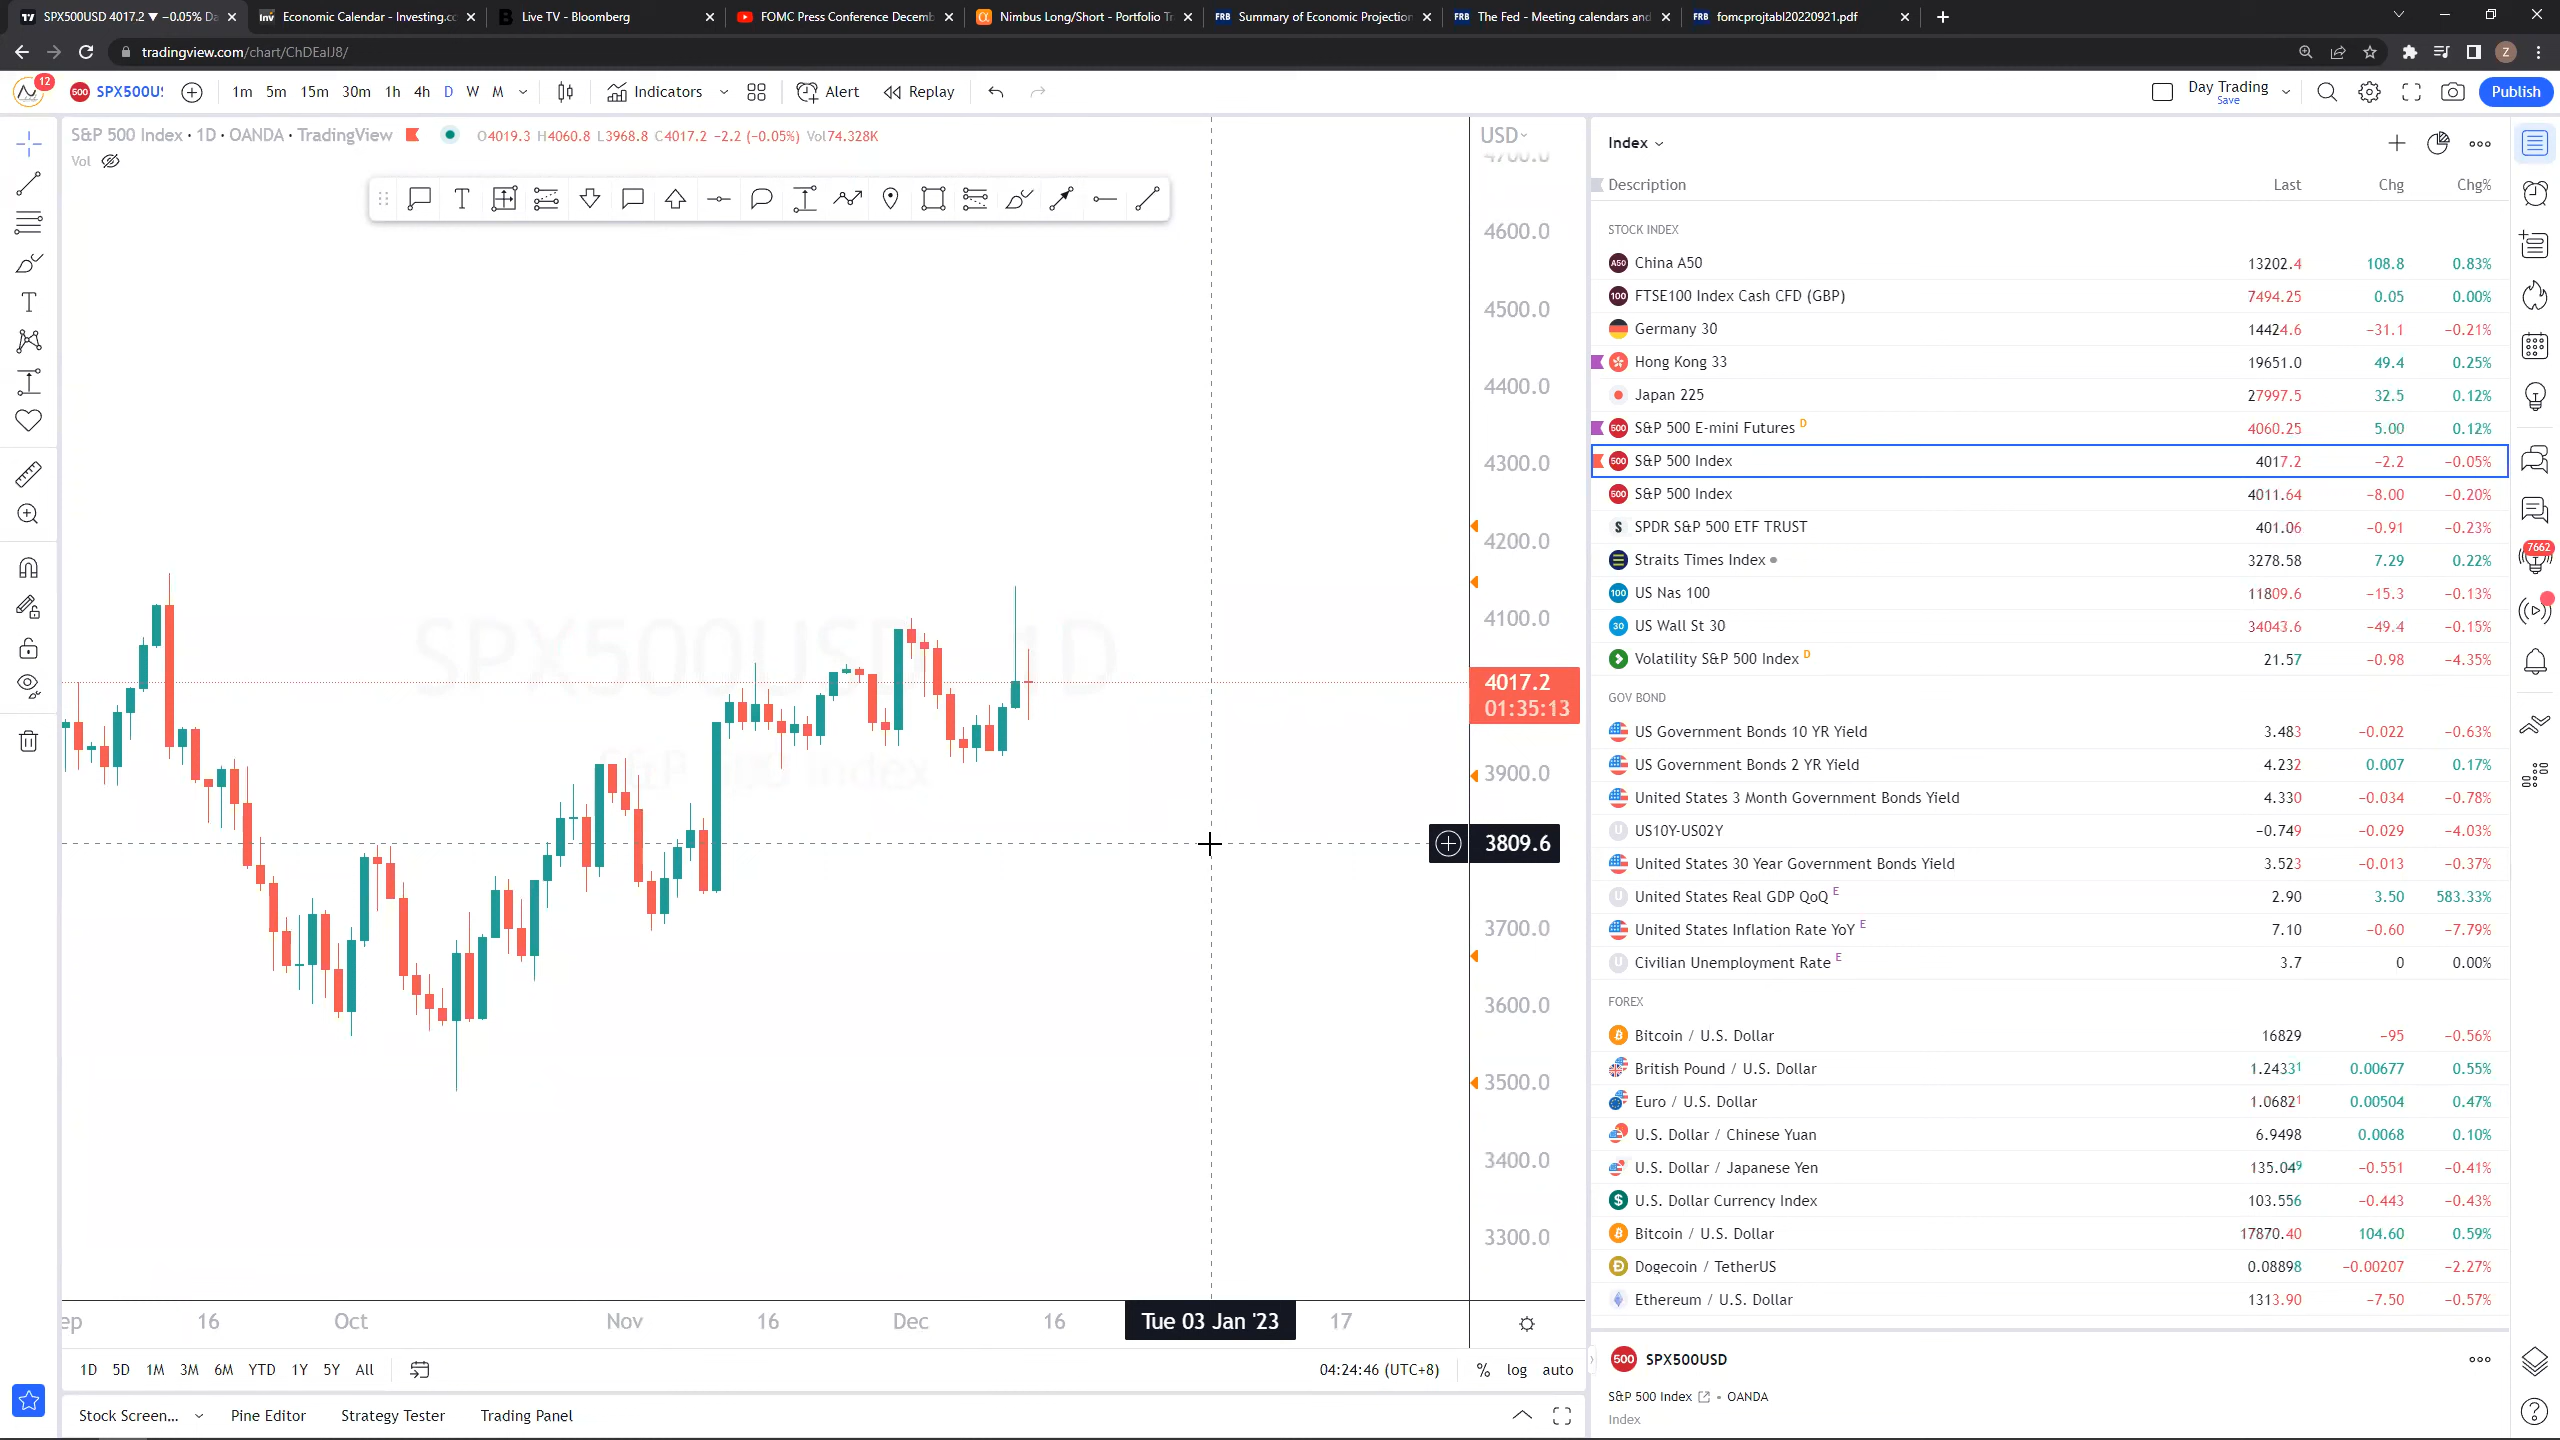 SPX500USD 4017.2 ▼ −0.05% Da
Economic Calendar - Investing.cc
Live TV - Bloomberg
FOMC Press Conference Decemb
Nimbus Long/Short - Portfolio Tr
Summary of Economic Projection
The Fed - Meeting calendars and
fomcprojtabl20220921.pdf
tradingview.com/chart/ChDEalJ8/
12
SPX500US
1m 5m 15m 30m 1h 4h D W M
Indicators
Alert
Replay
Day Trading
Save
Publish
S&P 500 Index · 1D · OANDA · TradingView
O4019.3 H4060.8 L3968.8 C4017.2 −2.2 (−0.05%) Vol74.328K
Vol
USD
4700.0
4600.0
4500.0
4400.0
4300.0
4200.0
4100.0
4017.2
01:35:13
3900.0
3809.6
3700.0
3600.0
3500.0
3400.0
3300.0
SPX500USD 1D
S&P 500 Index
ep 16 Oct Nov 16 Dec 16 Tue 03 Jan '23 17
1D 5D 1M 3M 6M YTD 1Y 5Y All
04:24:46 (UTC+8) % log auto
Stock Screen... Pine Editor Strategy Tester Trading Panel
Index
Description Last Chg Chg%
STOCK INDEX
China A50 13202.4 108.8 0.83%
FTSE100 Index Cash CFD (GBP) 7494.25 0.05 0.00%
Germany 30 14424.6 −31.1 −0.21%
Hong Kong 33 19651.0 49.4 0.25%
Japan 225 27997.5 32.5 0.12%
S&P 500 E-mini Futures D 4060.25 5.00 0.12%
S&P 500 Index 4017.2 −2.2 −0.05%
S&P 500 Index 4011.64 −8.00 −0.20%
SPDR S&P 500 ETF TRUST 401.06 −0.91 −0.23%
Straits Times Index 3278.58 7.29 0.22%
US Nas 100 11809.6 −15.3 −0.13%
US Wall St 30 34043.6 −49.4 −0.15%
Volatility S&P 500 Index D 21.57 −0.98 −4.35%
GOV BOND
US Government Bonds 10 YR Yield 3.483 −0.022 −0.63%
US Government Bonds 2 YR Yield 4.232 0.007 0.17%
United States 3 Month Government Bonds Yield 4.330 −0.034 −0.78%
US10Y-US02Y −0.749 −0.029 −4.03%
United States 30 Year Government Bonds Yield 3.523 −0.013 −0.37%
United States Real GDP QoQ E 2.90 3.50 583.33%
United States Inflation Rate YoY E 7.10 −0.60 −7.79%
Civilian Unemployment Rate E 3.7 0 0.00%
FOREX
Bitcoin / U.S. Dollar 16829 −95 −0.56%
British Pound / U.S. Dollar 1.24331 0.00677 0.55%
Euro / U.S. Dollar 1.06821 0.00504 0.47%
U.S. Dollar / Chinese Yuan 6.9498 0.0068 0.10%
U.S. Dollar / Japanese Yen 135.049 −0.551 −0.41%
U.S. Dollar Currency Index 103.556 −0.443 −0.43%
Bitcoin / U.S. Dollar 17870.40 104.60 0.59%
Dogecoin / TetherUS 0.08898 −0.00207 −2.27%
Ethereum / U.S. Dollar 1313.90 −7.50 −0.57%
500 SPX500USD
S&P 500 Index · OANDA
Index
7662